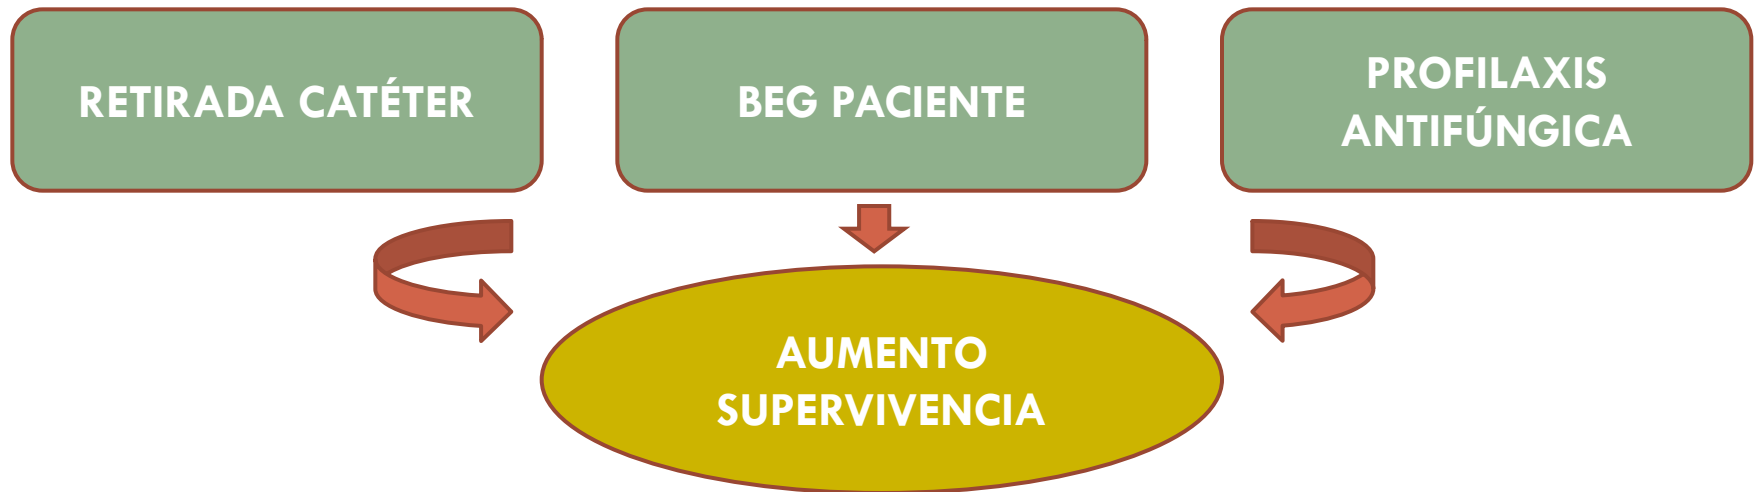 RETIRADA CATÉTER
BEG PACIENTE
PROFILAXIS
ANTIFÚNGICA
AUMENTO
SUPERVIVENCIA